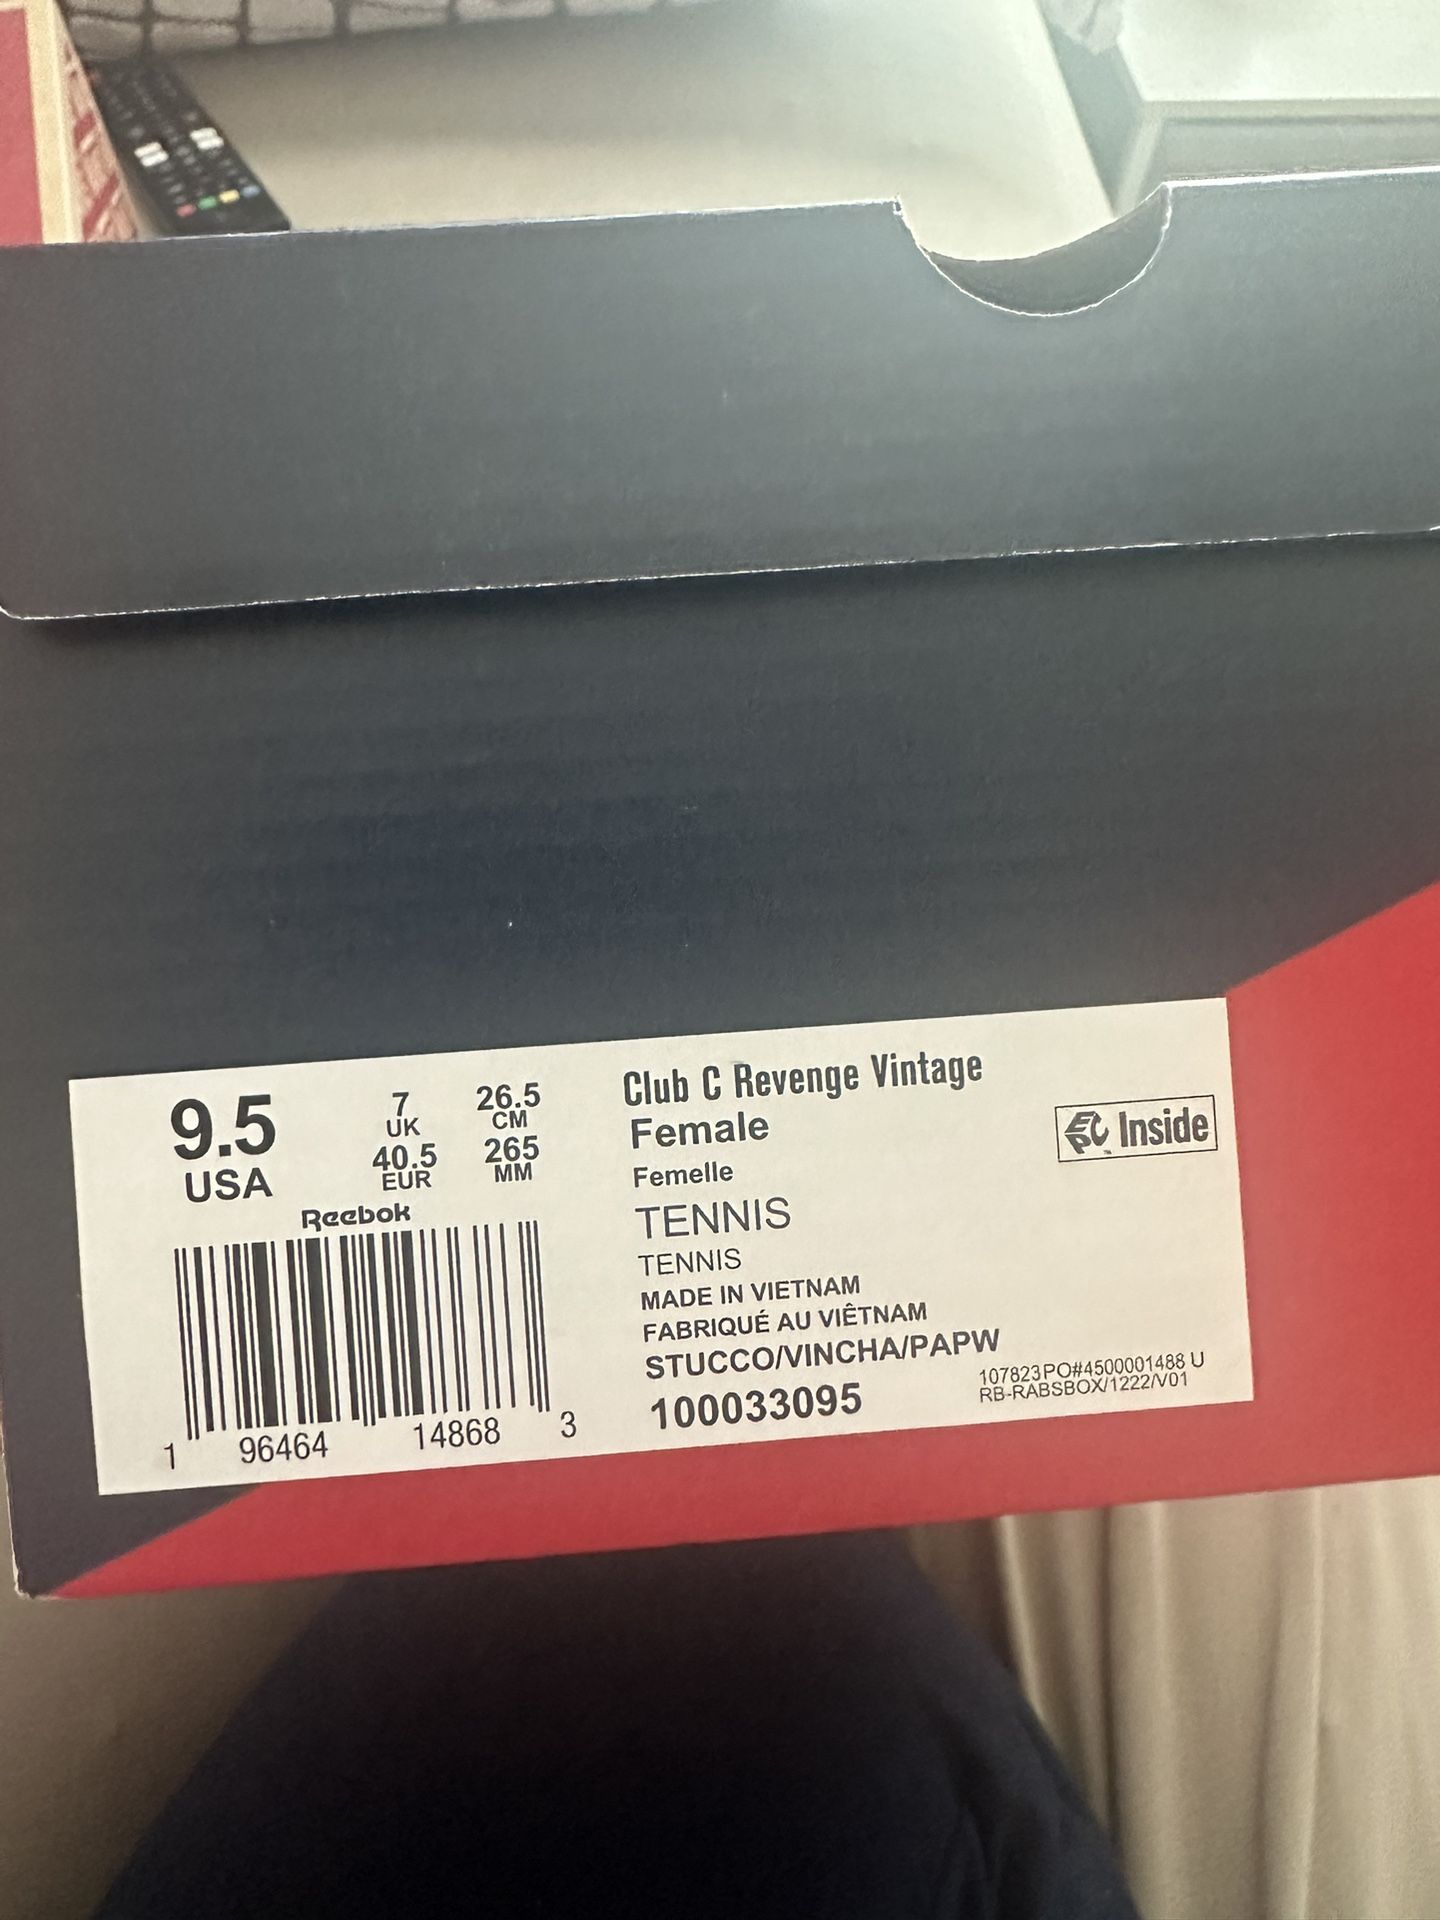 9.5
USA
7
UK
40.5
EUR
26.5
CM
265
MM
Reebok
1 96464 14868 3
Club C Revenge Vintage
Female
Femelle
TENNIS
TENNIS
MADE IN VIETNAM
FABRIQUÉ AU VIÊTNAM
STUCCO/VINCHA/PAPW
100033095
Inside
107823PO#4500001488 U
RB-RABSBOX/1222/V01